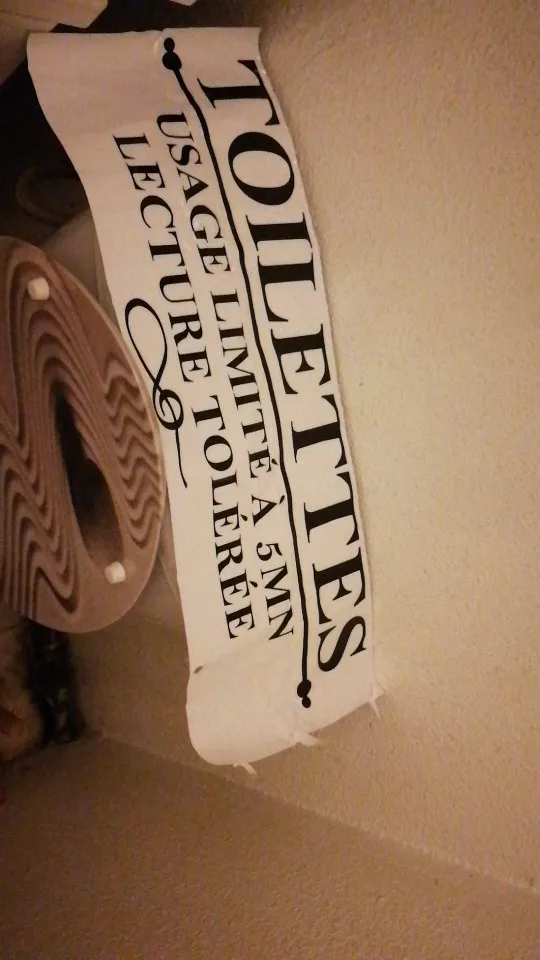 TOILETTES
USAGE LIMITÉ À 5MN
LECTURE TOLÉRÉE